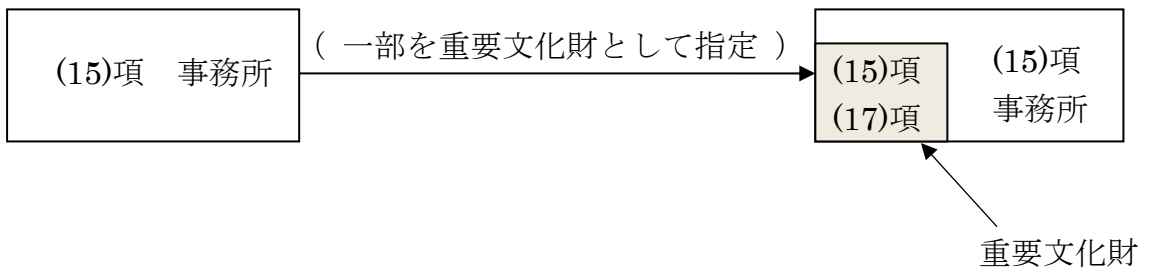 (15)項 事務所
( 一部を重要文化財として指定 )
(15)項
(17)項
(15)項
事務所
重要文化財